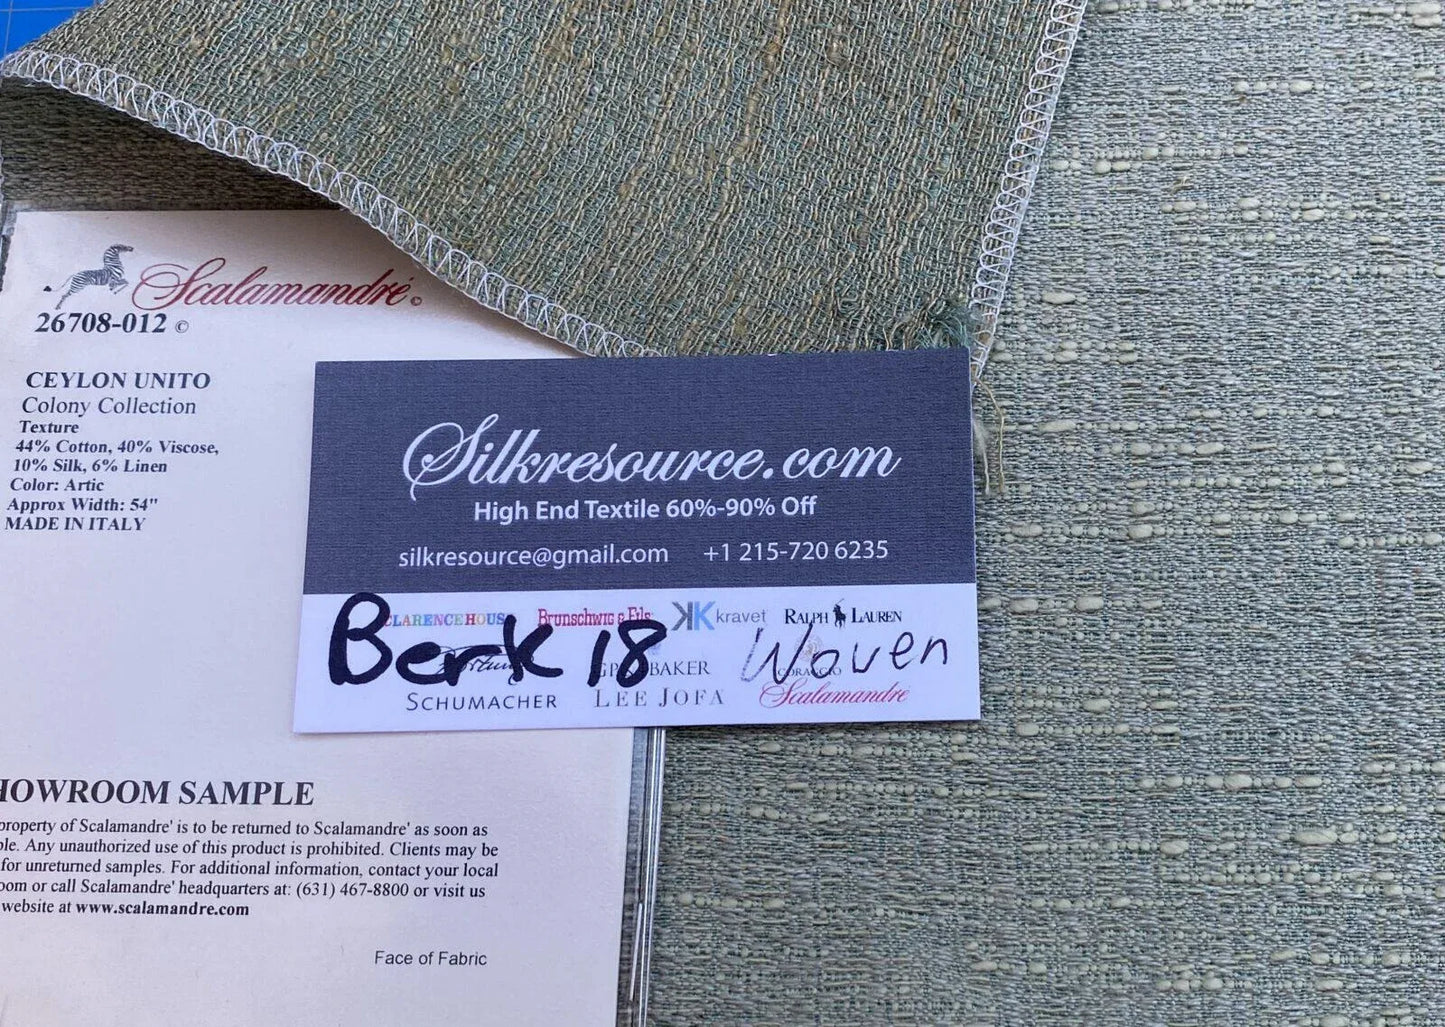 Scalamandré©
26708-012 ©
CEYLON UNITO
Colony Collection
Texture
44% Cotton, 40% Viscose,
10% Silk, 6% Linen
Color: Artic
Approx Width: 54"
MADE IN ITALY
Silkresource.com
High End Textile 60%-90% Off
silkresource@gmail.com +1 215-720 6235
CLARENCE HOUSE Brunschwig & Fils kravet RALPH LAUREN
Berk 18 Woven
BAKER
SCHUMACHER LEE JOFA Scalamandré
HOWROOM SAMPLE
property of Scalamandre' is to be returned to Scalamandre' as soon as
ble. Any unauthorized use of this product is prohibited. Clients may be
for unreturned samples. For additional information, contact your local
oom or call Scalamandre' headquarters at: (631) 467-8800 or visit us
website at www.scalamandre.com
Face of Fabric